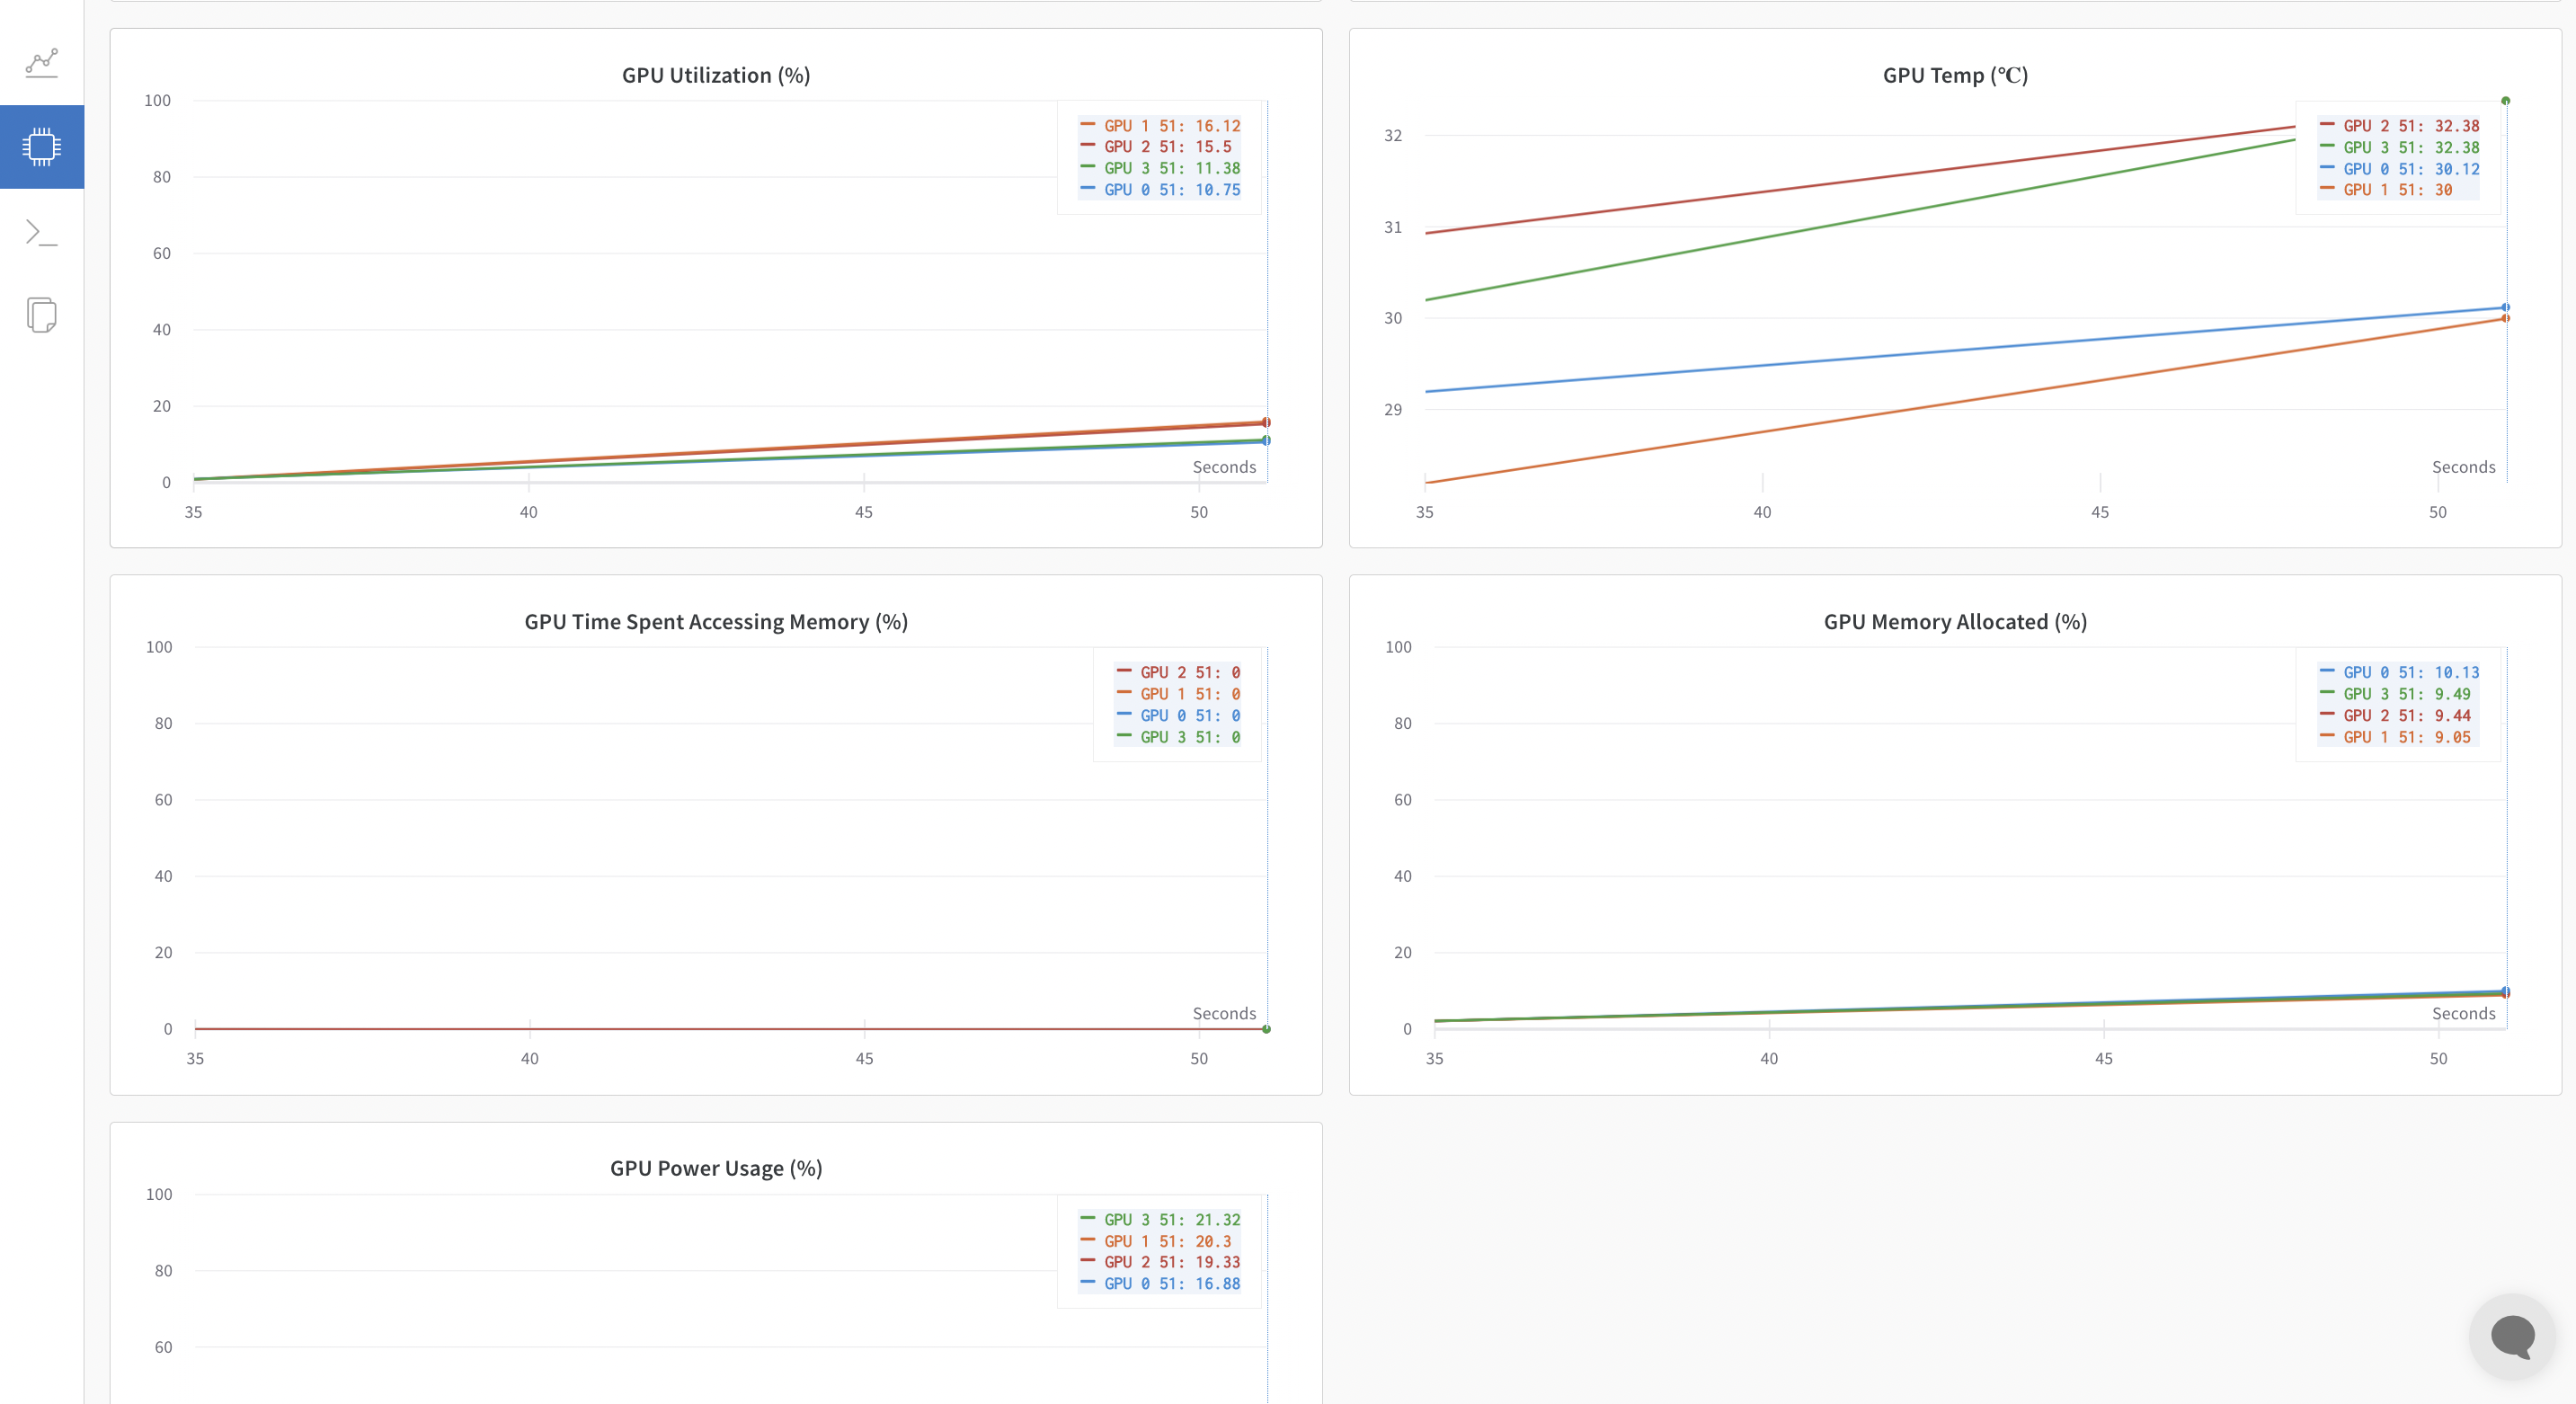 GPU Utilization (%)
100
80
60
40
20
0
GPU 1 51: 16.12
GPU 2 51: 15.5
GPU 3 51: 11.38
GPU 0 51: 10.75
Seconds
35 40 45 50
GPU Temp (℃)
32
31
30
29
GPU 2 51: 32.38
GPU 3 51: 32.38
GPU 0 51: 30.12
GPU 1 51: 30
Seconds
35 40 45 50
GPU Time Spent Accessing Memory (%)
100
80
60
40
20
0
GPU 2 51: 0
GPU 1 51: 0
GPU 0 51: 0
GPU 3 51: 0
Seconds
35 40 45 50
GPU Memory Allocated (%)
100
80
60
40
20
0
GPU 0 51: 10.13
GPU 3 51: 9.49
GPU 2 51: 9.44
GPU 1 51: 9.05
Seconds
35 40 45 50
GPU Power Usage (%)
100
80
60
GPU 3 51: 21.32
GPU 1 51: 20.3
GPU 2 51: 19.33
GPU 0 51: 16.88